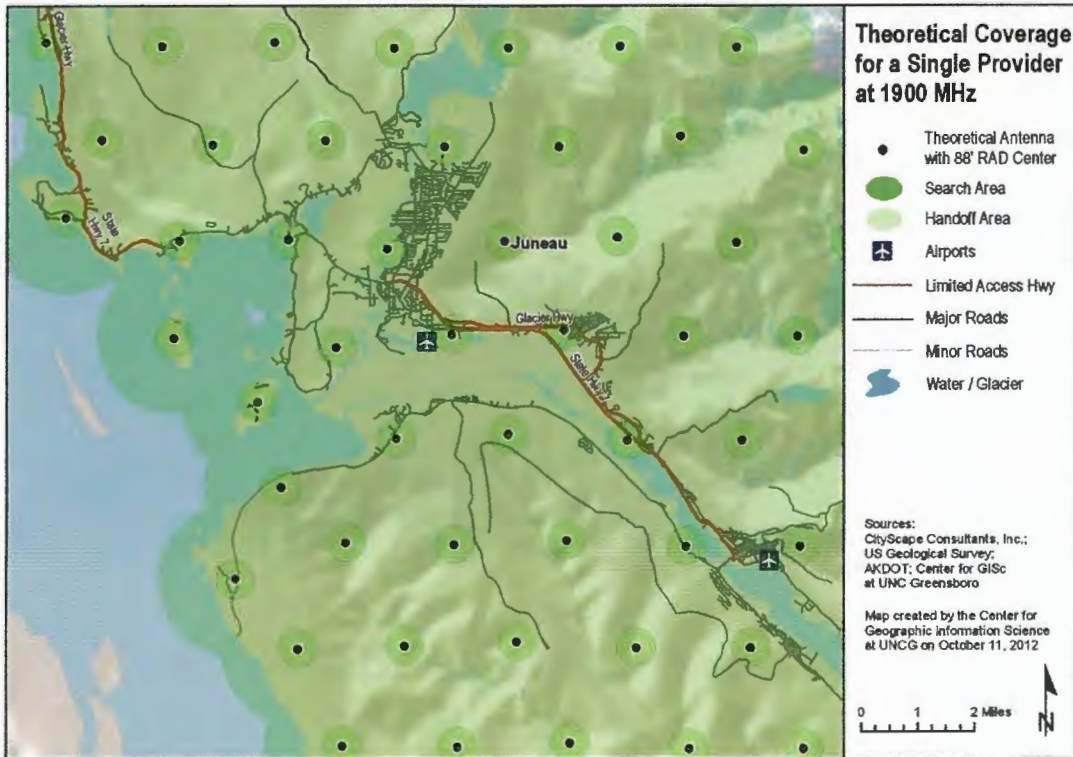 Glacier Hwy
State
Hwy 7
Juneau
Glacier Hwy
State Hwy 7
Theoretical Coverage
for a Single Provider
at 1900 MHz
Theoretical Antenna
with 88' RAD Center
Search Area
Handoff Area
Airports
Limited Access Hwy
Major Roads
Minor Roads
Water / Glacier
Sources:
CityScape Consultants, Inc.;
US Geological Survey;
AKDOT; Center for GISc
at UNC Greensboro
Map created by the Center for
Geographic Information Science
at UNCG on October 11, 2012
0 1 2 Miles
N